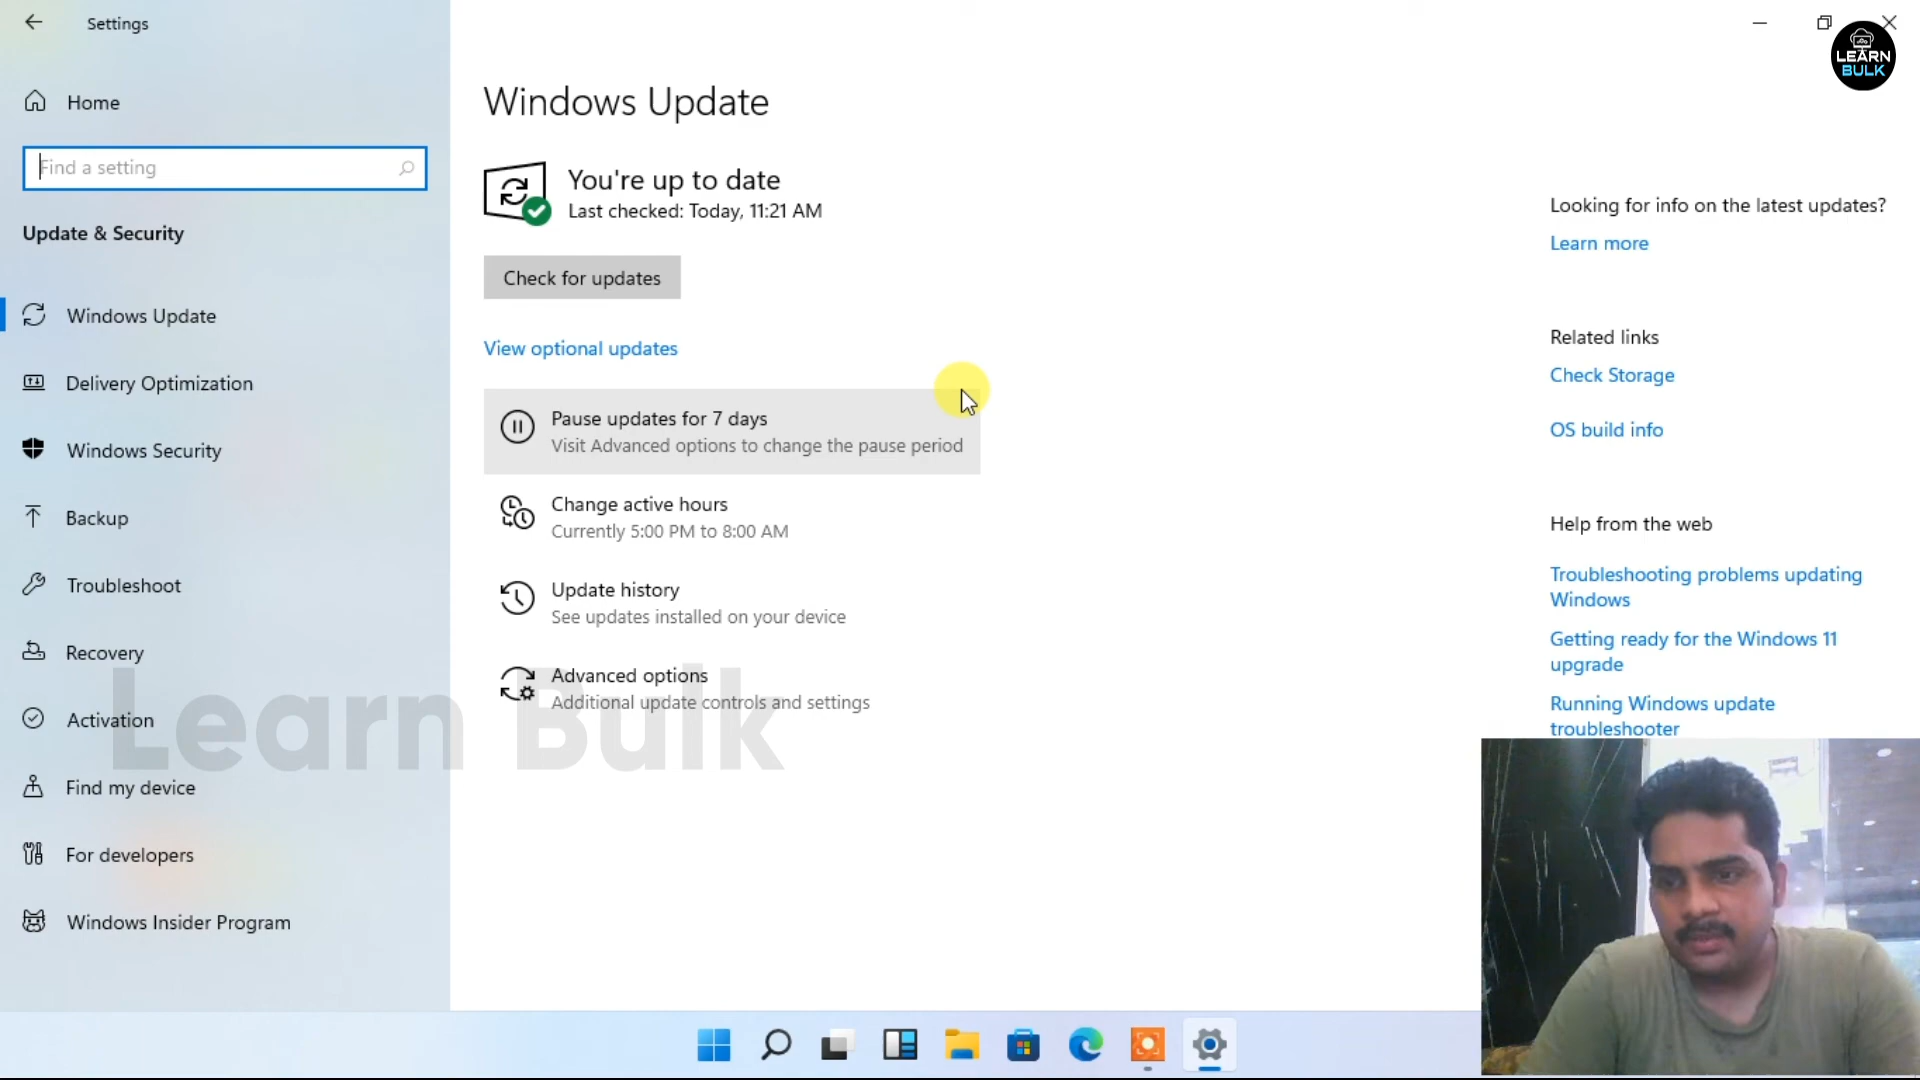 Settings
LEARN
BULK
Home
Find a setting
Update & Security
Windows Update
Delivery Optimization
Windows Security
Backup
Troubleshoot
Recovery
Activation
Find my device
For developers
Windows Insider Program
Windows Update
You're up to date
Last checked: Today, 11:21 AM
Check for updates
View optional updates
Pause updates for 7 days
Visit Advanced options to change the pause period
Change active hours
Currently 5:00 PM to 8:00 AM
Update history
See updates installed on your device
Advanced options
Additional update controls and settings
Learn Bulk
Looking for info on the latest updates?
Learn more
Related links
Check Storage
OS build info
Help from the web
Troubleshooting problems updating
Windows
Getting ready for the Windows 11
upgrade
Running Windows update
troubleshooter